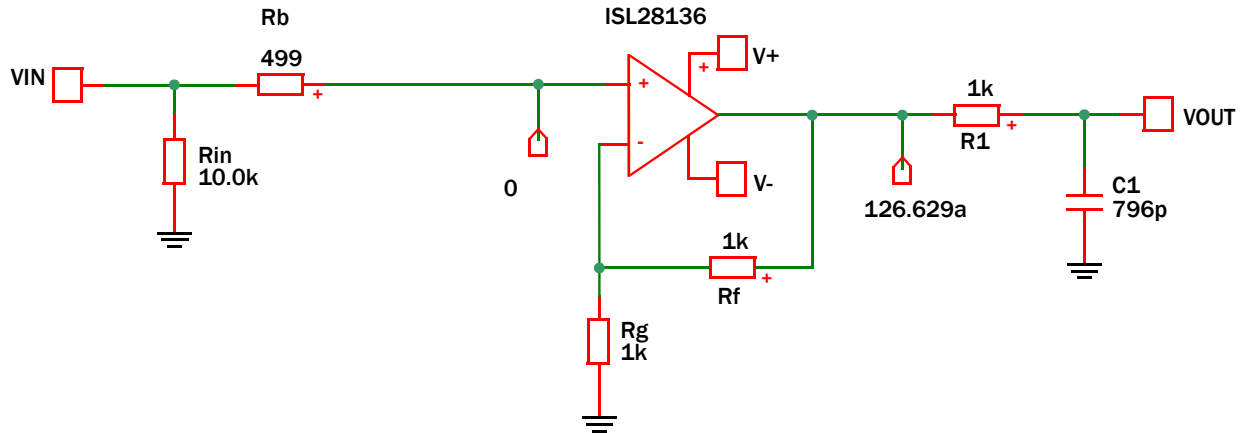 Rb
499
VIN
Rin
10.0k
0
ISL28136
+
-
+
V+
V-
126.629a
1k
R1
VOUT
C1
796p
1k
Rf
Rg
1k
+
+
+